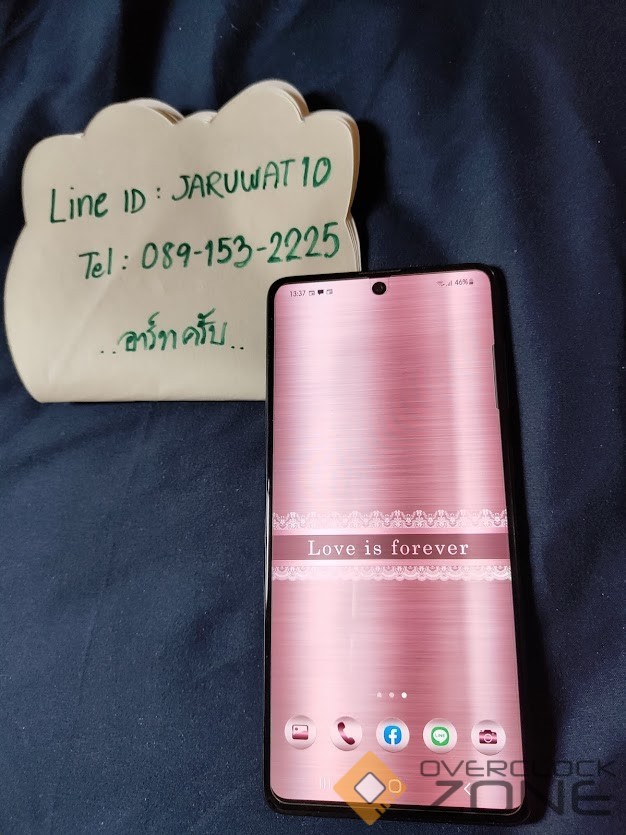 Line ID : JARUWAT10
Tel : 089-153-2225
..อาร์ทครับ..
13:37
46%
Love is forever
LINE
OVERCLOCK
ZONE